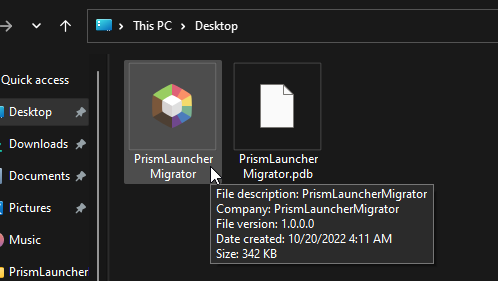 This PC > Desktop
Quick access
Desktop
Downloads
Documents
Pictures
Music
PrismLauncher
PrismLauncher
Migrator
PrismLauncher
Migrator.pdb
File description: PrismLauncherMigrator
Company: PrismLauncherMigrator
File version: 1.0.0.0
Date created: 10/20/2022 4:11 AM
Size: 342 KB